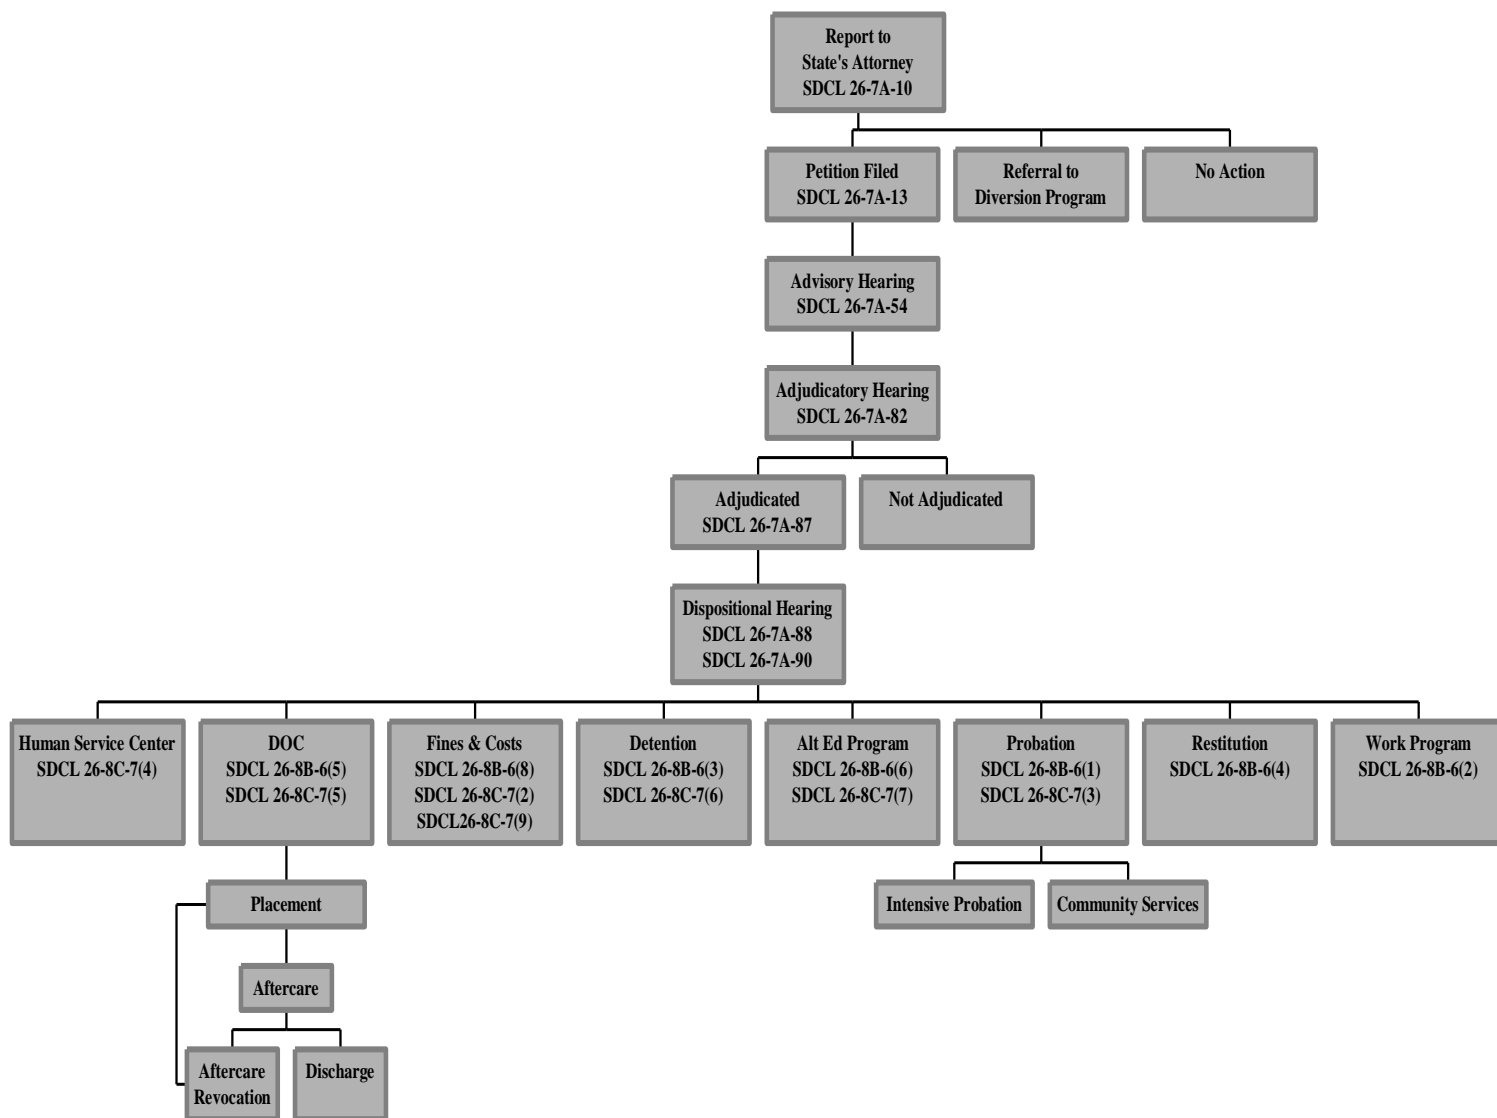 Report to
State's Attorney
SDCL 26-7A-10
Petition Filed
SDCL 26-7A-13
Referral to
Diversion Program
No Action
Advisory Hearing
SDCL 26-7A-54
Adjudicatory Hearing
SDCL 26-7A-82
Adjudicated
SDCL 26-7A-87
Not Adjudicated
Dispositional Hearing
SDCL 26-7A-88
SDCL 26-7A-90
Human Service Center
SDCL 26-8C-7(4)
DOC
SDCL 26-8B-6(5)
SDCL 26-8C-7(5)
Fines & Costs
SDCL 26-8B-6(8)
SDCL 26-8C-7(2)
SDCL26-8C-7(9)
Detention
SDCL 26-8B-6(3)
SDCL 26-8C-7(6)
Alt Ed Program
SDCL 26-8B-6(6)
SDCL 26-8C-7(7)
Probation
SDCL 26-8B-6(1)
SDCL 26-8C-7(3)
Restitution
SDCL 26-8B-6(4)
Work Program
SDCL 26-8B-6(2)
Placement
Intensive Probation
Community Services
Aftercare
Aftercare
Revocation
Discharge